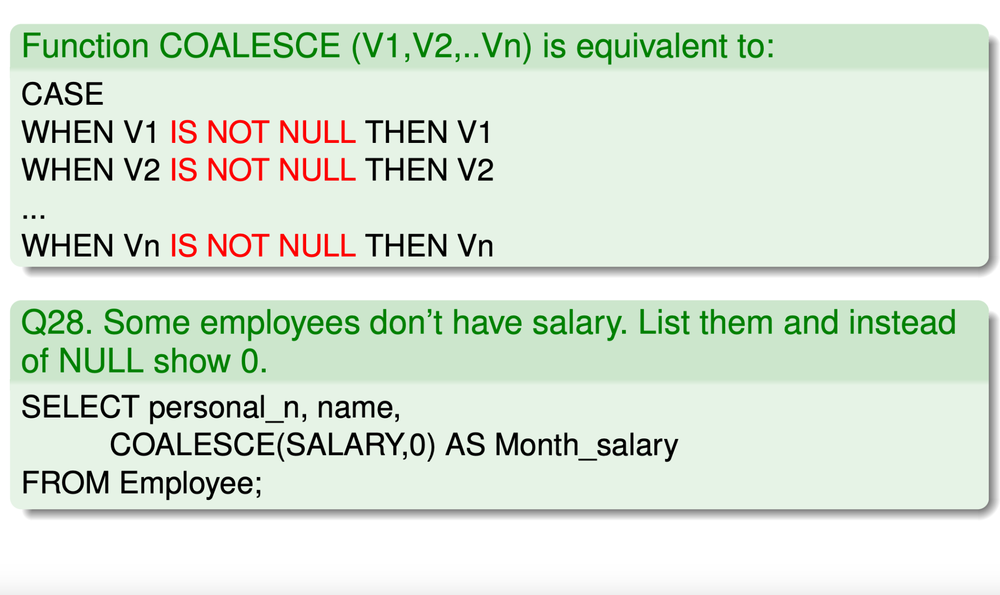 Function COALESCE (V1,V2,..Vn) is equivalent to:
CASE
WHEN V1 IS NOT NULL THEN V1
WHEN V2 IS NOT NULL THEN V2
...
WHEN Vn IS NOT NULL THEN Vn
Q28. Some employees don’t have salary. List them and instead
of NULL show 0.
SELECT personal_n, name,
COALESCE(SALARY,0) AS Month_salary
FROM Employee;